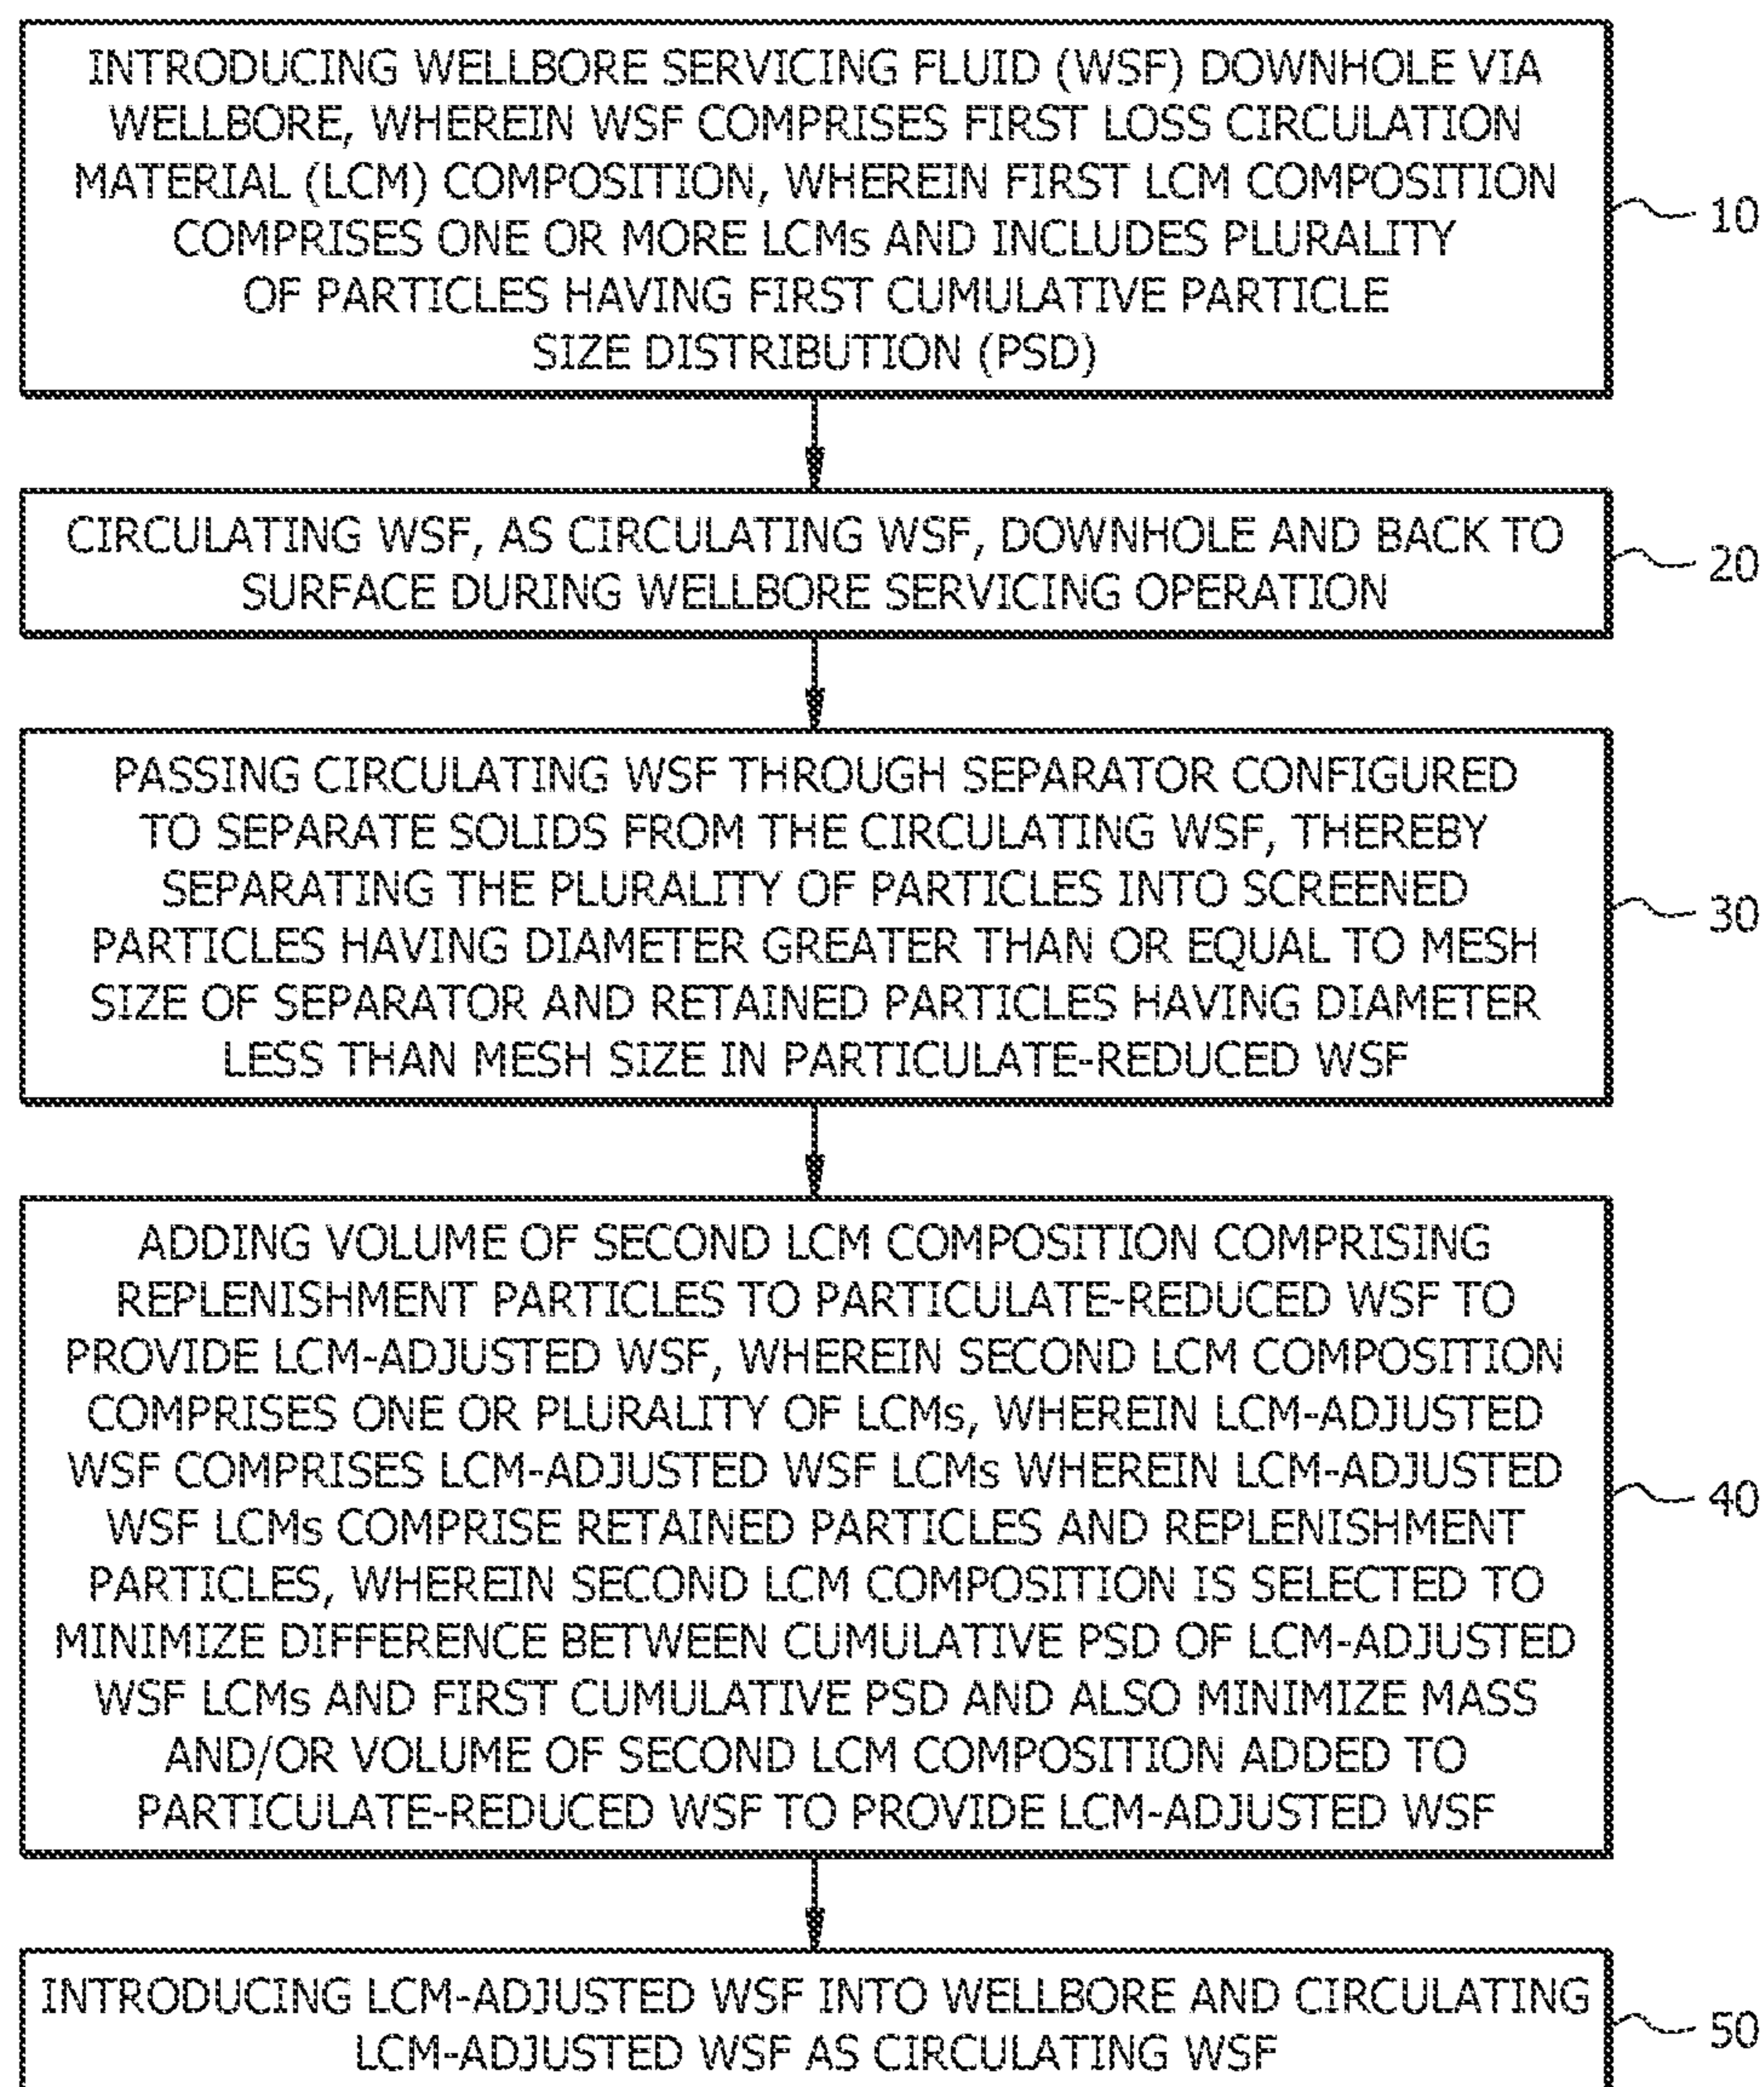 INTRODUCING WELLBORE SERVICING FLUID (WSF) DOWNHOLE VIA
WELLBORE, WHEREIN WSF COMPRISES FIRST LOSS CIRCULATION
MATERIAL (LCM) COMPOSITION, WHEREIN FIRST LCM COMPOSITION
COMPRISES ONE OR MORE LCMs AND INCLUDES PLURALITY
OF PARTICLES HAVING FIRST CUMULATIVE PARTICLE
SIZE DISTRIBUTION (PSD)
10
CIRCULATING WSF, AS CIRCULATING WSF, DOWNHOLE AND BACK TO
SURFACE DURING WELLBORE SERVICING OPERATION
20
PASSING CIRCULATING WSF THROUGH SEPARATOR CONFIGURED
TO SEPARATE SOLIDS FROM THE CIRCULATING WSF, THEREBY
SEPARATING THE PLURALITY OF PARTICLES INTO SCREENED
PARTICLES HAVING DIAMETER GREATER THAN OR EQUAL TO MESH
SIZE OF SEPARATOR AND RETAINED PARTICLES HAVING DIAMETER
LESS THAN MESH SIZE IN PARTICULATE-REDUCED WSF
30
ADDING VOLUME OF SECOND LCM COMPOSITION COMPRISING
REPLENISHMENT PARTICLES TO PARTICULATE-REDUCED WSF TO
PROVIDE LCM-ADJUSTED WSF, WHEREIN SECOND LCM COMPOSITION
COMPRISES ONE OR PLURALITY OF LCMs, WHEREIN LCM-ADJUSTED
WSF COMPRISES LCM-ADJUSTED WSF LCMs WHEREIN LCM-ADJUSTED
WSF LCMs COMPRISE RETAINED PARTICLES AND REPLENISHMENT
PARTICLES, WHEREIN SECOND LCM COMPOSITION IS SELECTED TO
MINIMIZE DIFFERENCE BETWEEN CUMULATIVE PSD OF LCM-ADJUSTED
WSF LCMs AND FIRST CUMULATIVE PSD AND ALSO MINIMIZE MASS
AND/OR VOLUME OF SECOND LCM COMPOSITION ADDED TO
PARTICULATE-REDUCED WSF TO PROVIDE LCM-ADJUSTED WSF
40
INTRODUCING LCM-ADJUSTED WSF INTO WELLBORE AND CIRCULATING
LCM-ADJUSTED WSF AS CIRCULATING WSF
50